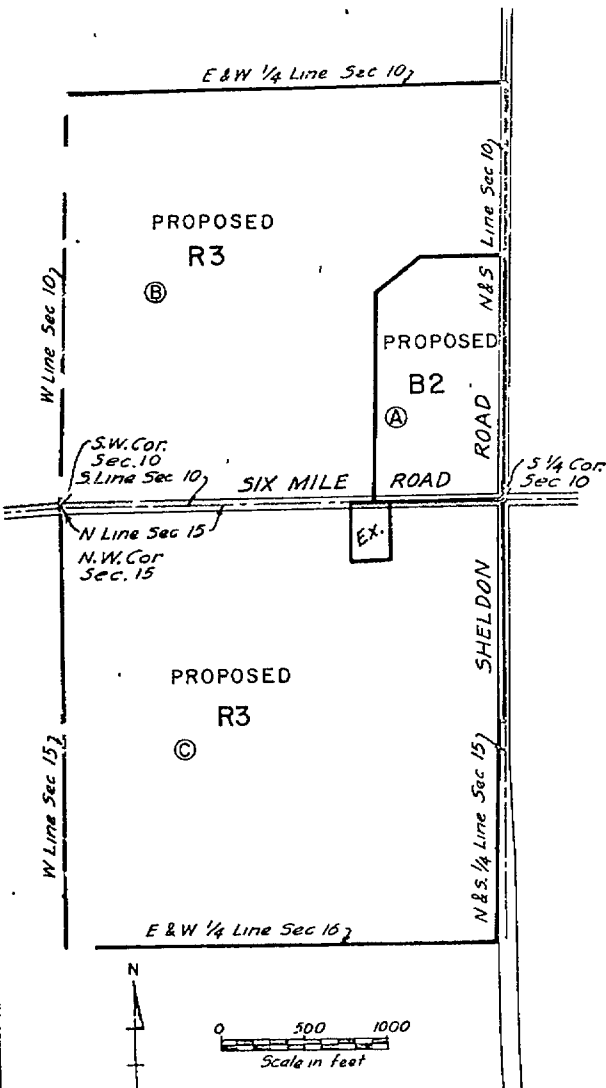 E & W 1/4 Line Sec 10
N & S Line Sec 10
PROPOSED
R3
B
W Line Sec 10
PROPOSED
B2
A
ROAD
S.W. Cor.
Sec. 10
S. Line Sec 10
SIX MILE ROAD
S 1/4 Cor.
Sec 10
N Line Sec 15
N.W. Cor
Sec. 15
EX.
SHELDON
PROPOSED
R3
C
W Line Sec 15
N & S. 1/4 Line Sec 15
E & W 1/4 Line Sec 16
N
0 500 1000
Scale in feet